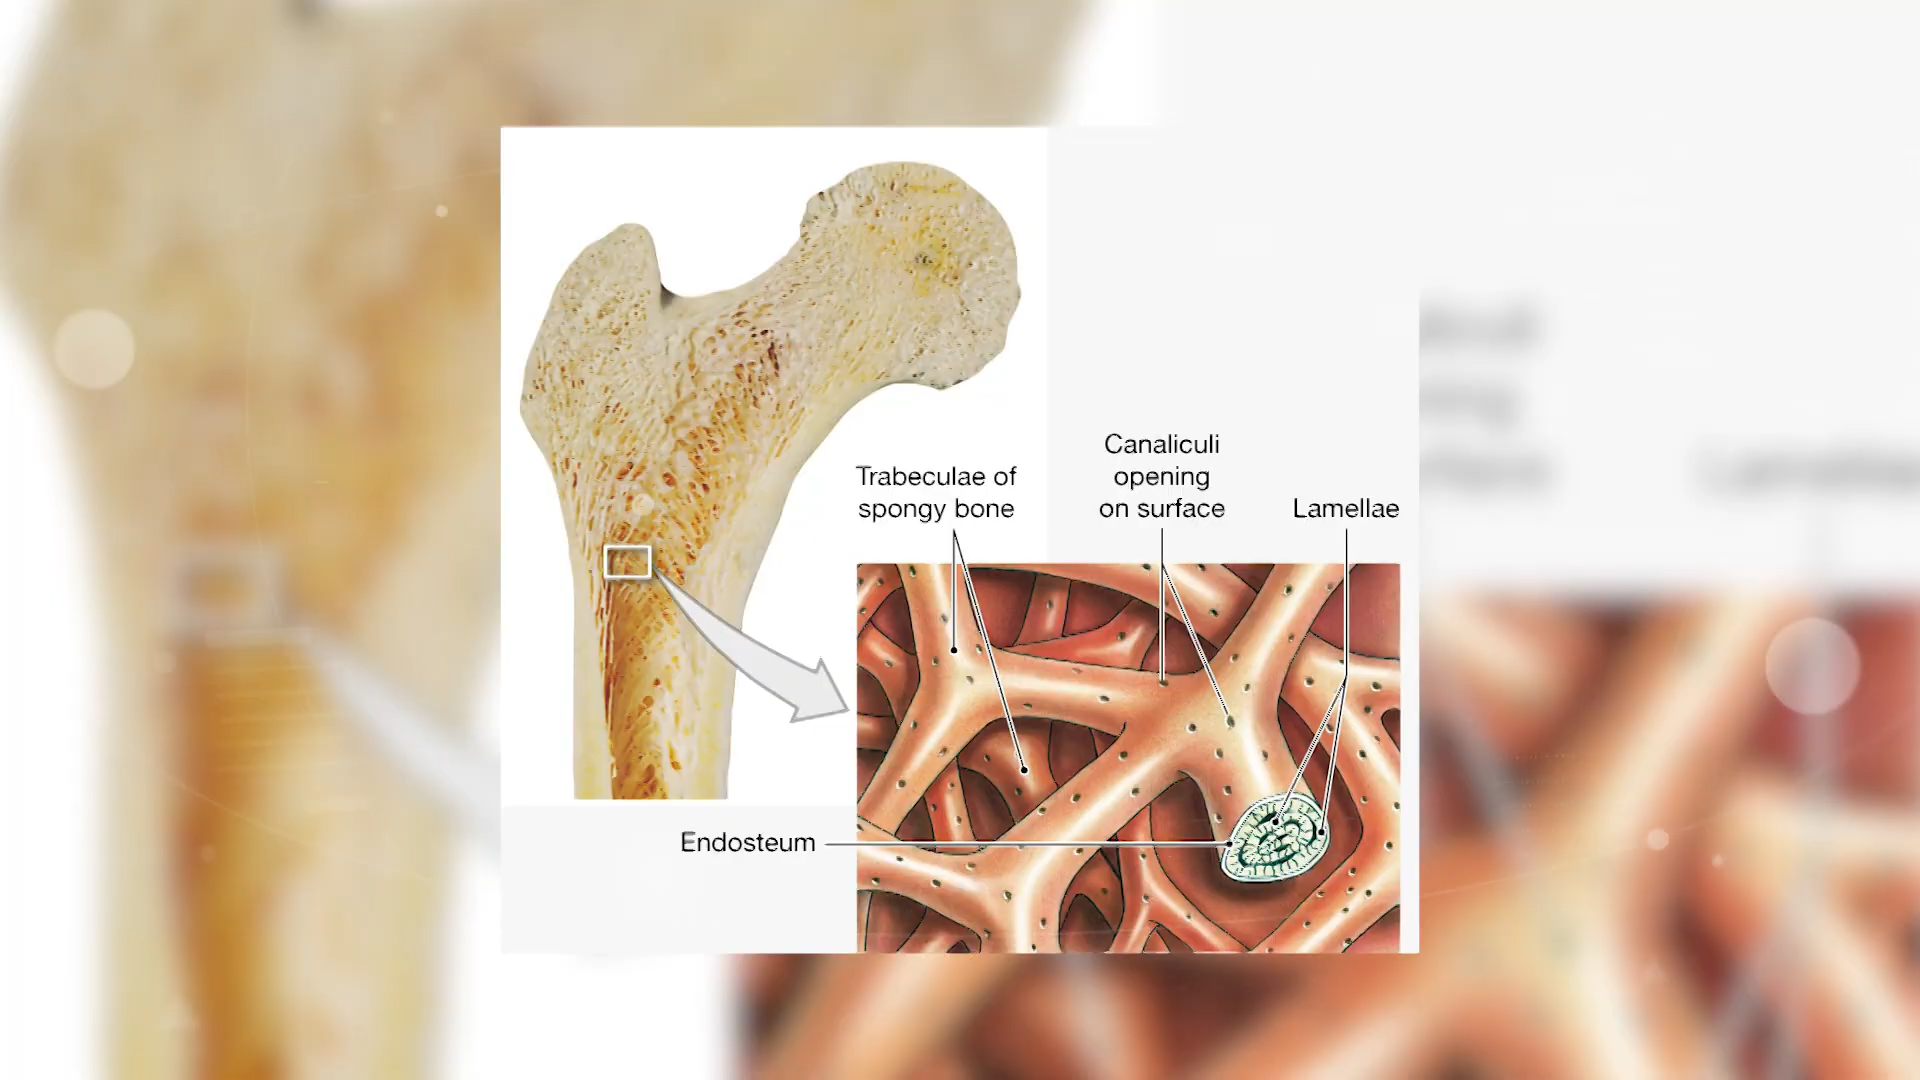 Trabeculae of
spongy bone
Canaliculi
opening
on surface
Lamellae
Endosteum